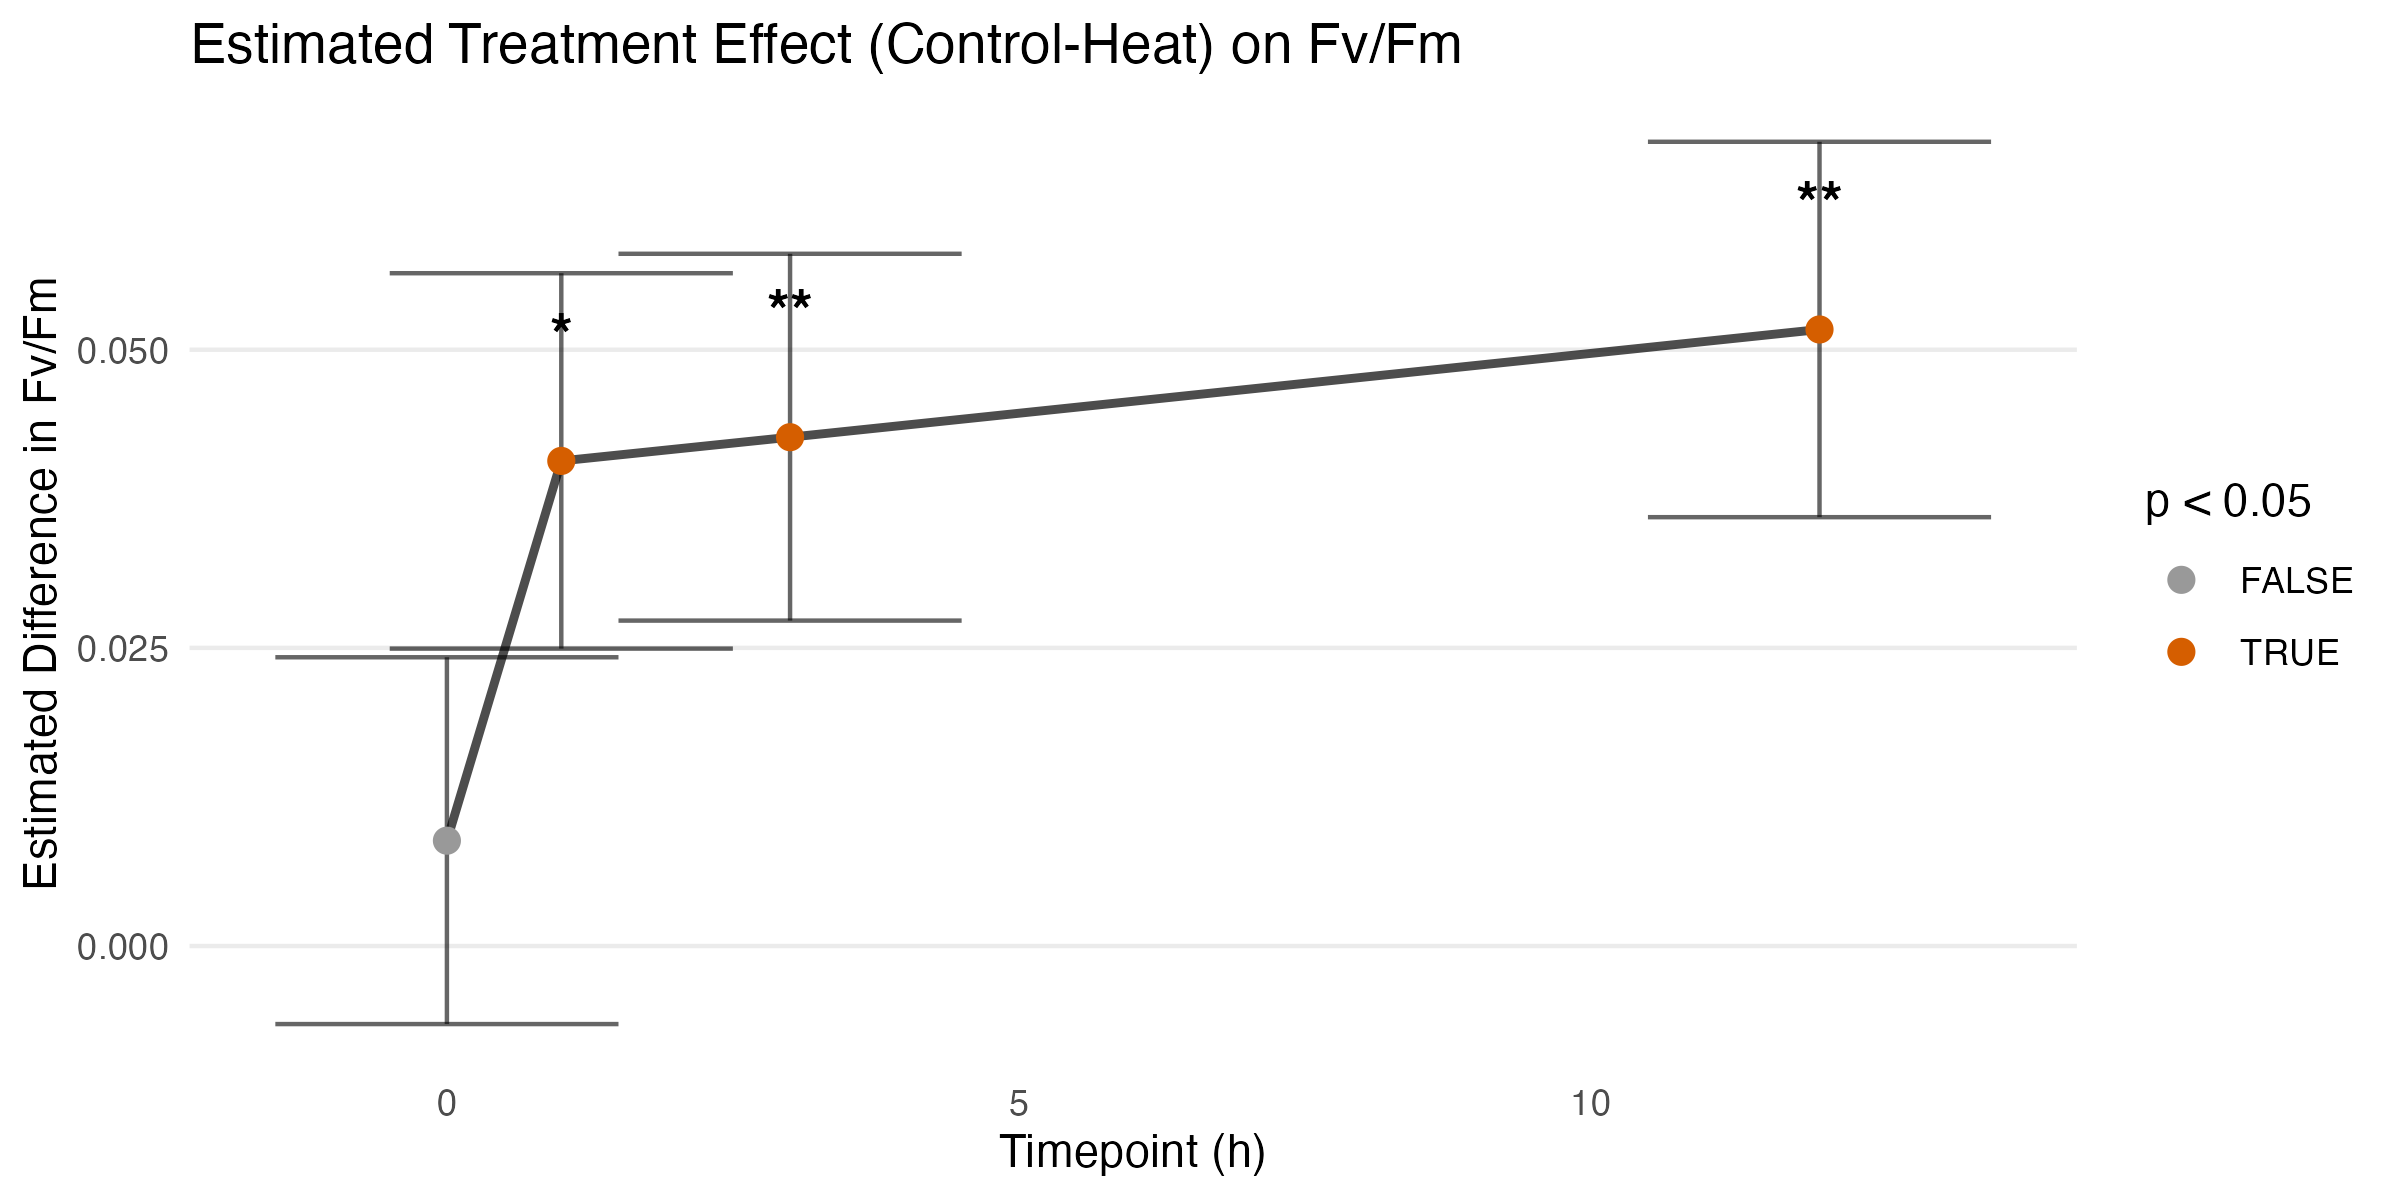 Estimated Treatment Effect (Control-Heat) on Fv/Fm
Estimated Difference in Fv/Fm
0.050
0.025
0.000
*
**
**
0
5
10
Timepoint (h)
p < 0.05
FALSE
TRUE